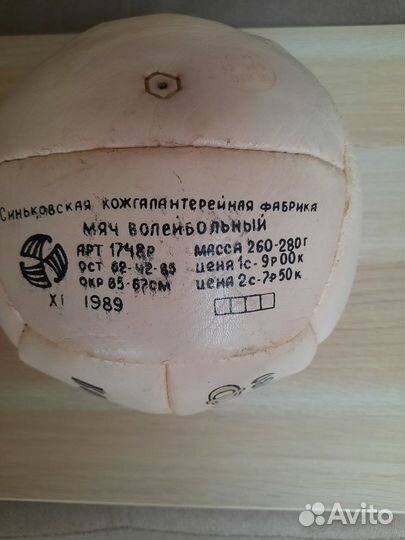 Синьковская кожгалантерейная фабрика
мяч волейбольный
арт 1748р масса 260-280г
ост 62-42-85 цена 1с-9р00к
окр 65-67см цена 2с-7р50к
XI 1989
Avito